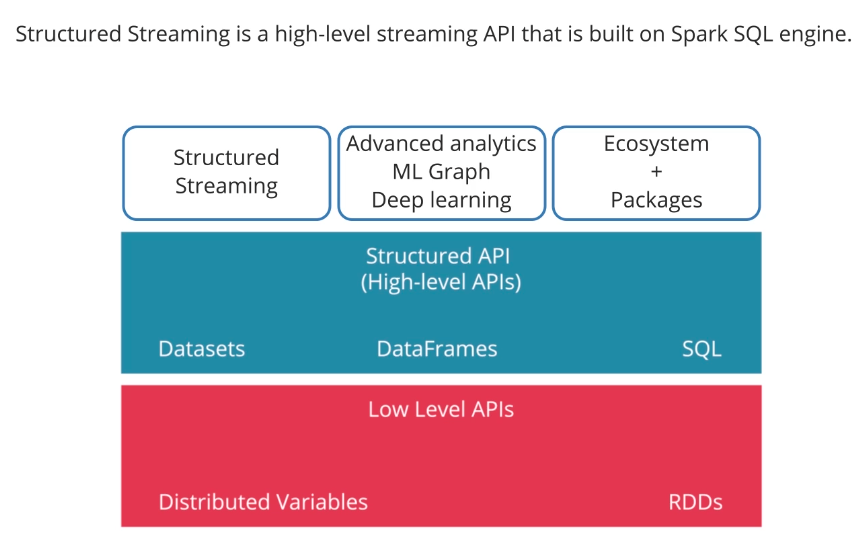 Structured Streaming is a high-level streaming API that is built on Spark SQL engine.
Structured
Streaming
Advanced analytics
ML Graph
Deep learning
Ecosystem
+
Packages
Structured API
(High-level APIs)
Datasets DataFrames SQL
Low Level APIs
Distributed Variables RDDs